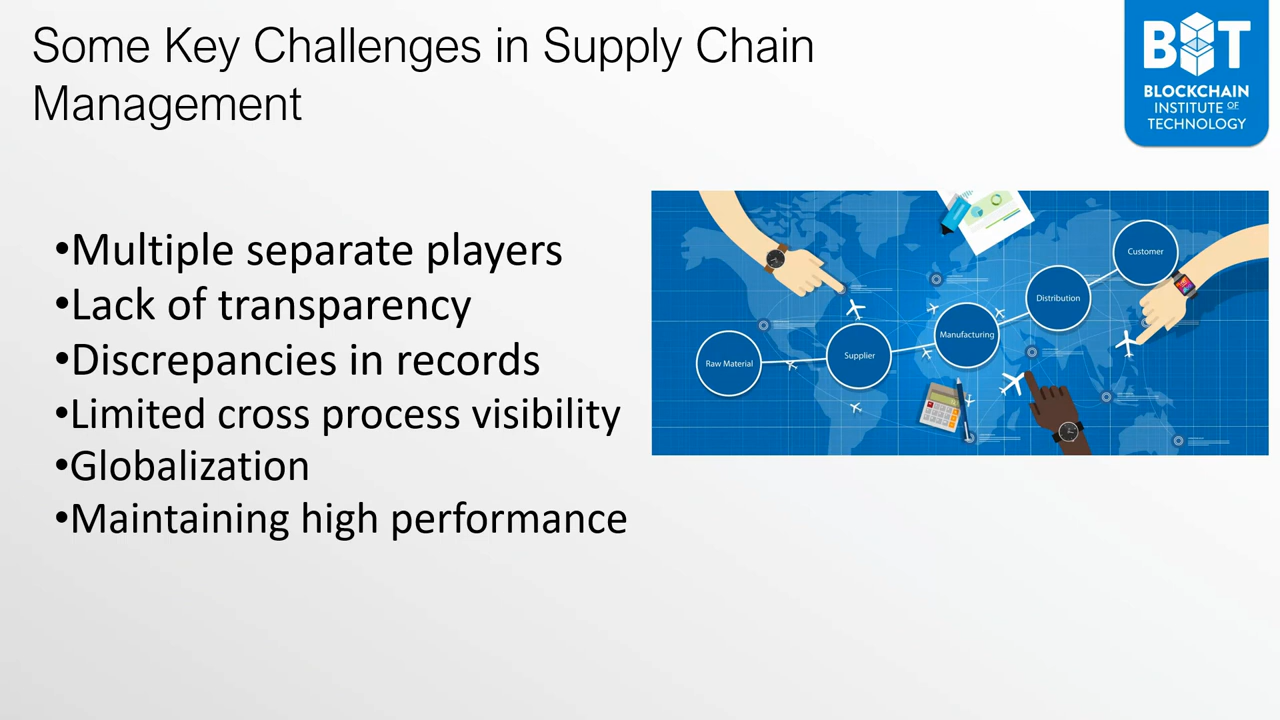 Some Key Challenges in Supply Chain
Management
B T
BLOCKCHAIN
INSTITUTE OF
TECHNOLOGY
•Multiple separate players
•Lack of transparency
•Discrepancies in records
•Limited cross process visibility
•Globalization
•Maintaining high performance
Raw Material
Supplier
Manufacturing
Distribution
Customer